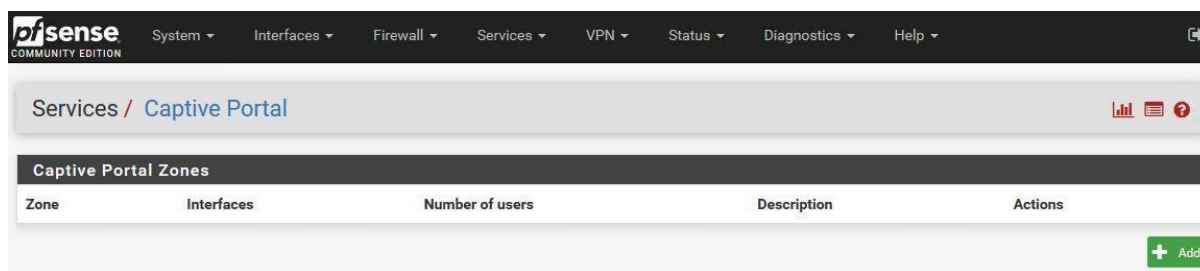 pfsense
COMMUNITY EDITION
System Interfaces Firewall Services VPN Status Diagnostics Help
Services / Captive Portal
Captive Portal Zones
Zone Interfaces Number of users Description Actions
Add